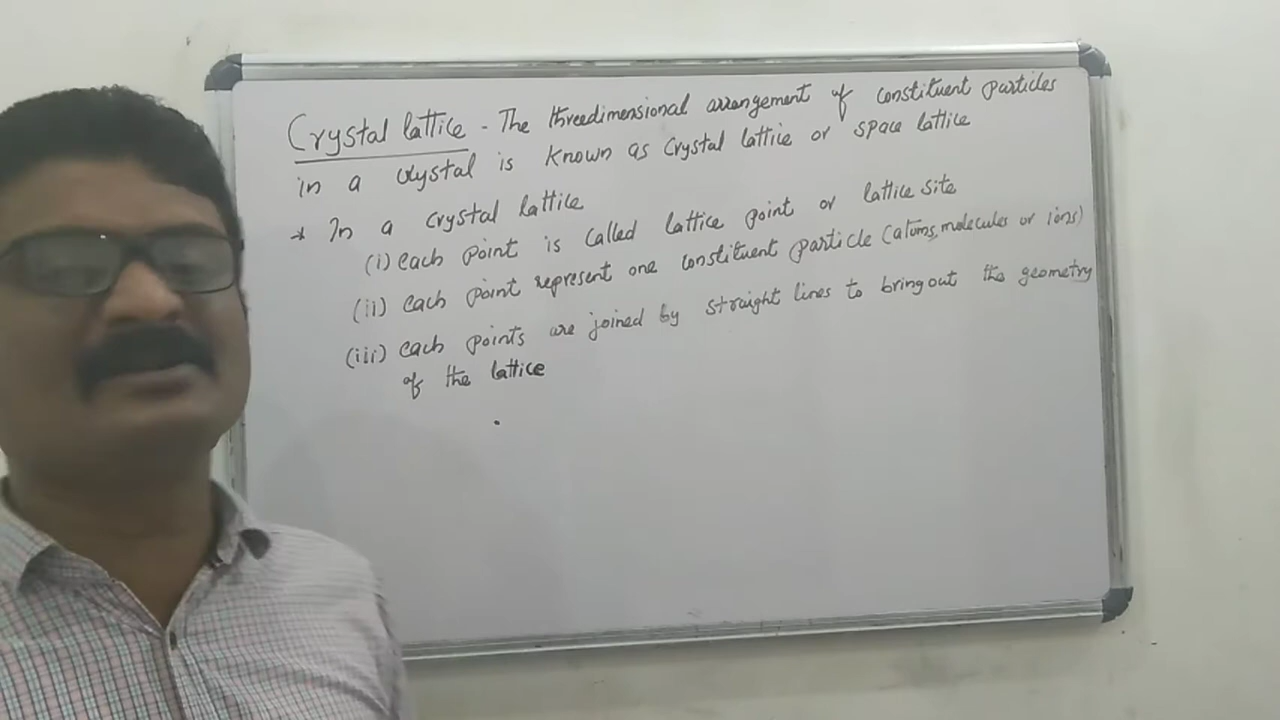 Crystal lattice - The threedimensional arrangement of constituent particles
in a crystal is known as crystal lattice or space lattice
* In a crystal lattice
(i) each point is called lattice point or lattice site
(ii) each point represent one constituent particle (atoms, molecules or ions)
(iii) each points are joined by straight lines to bringout the geometry
of the lattice